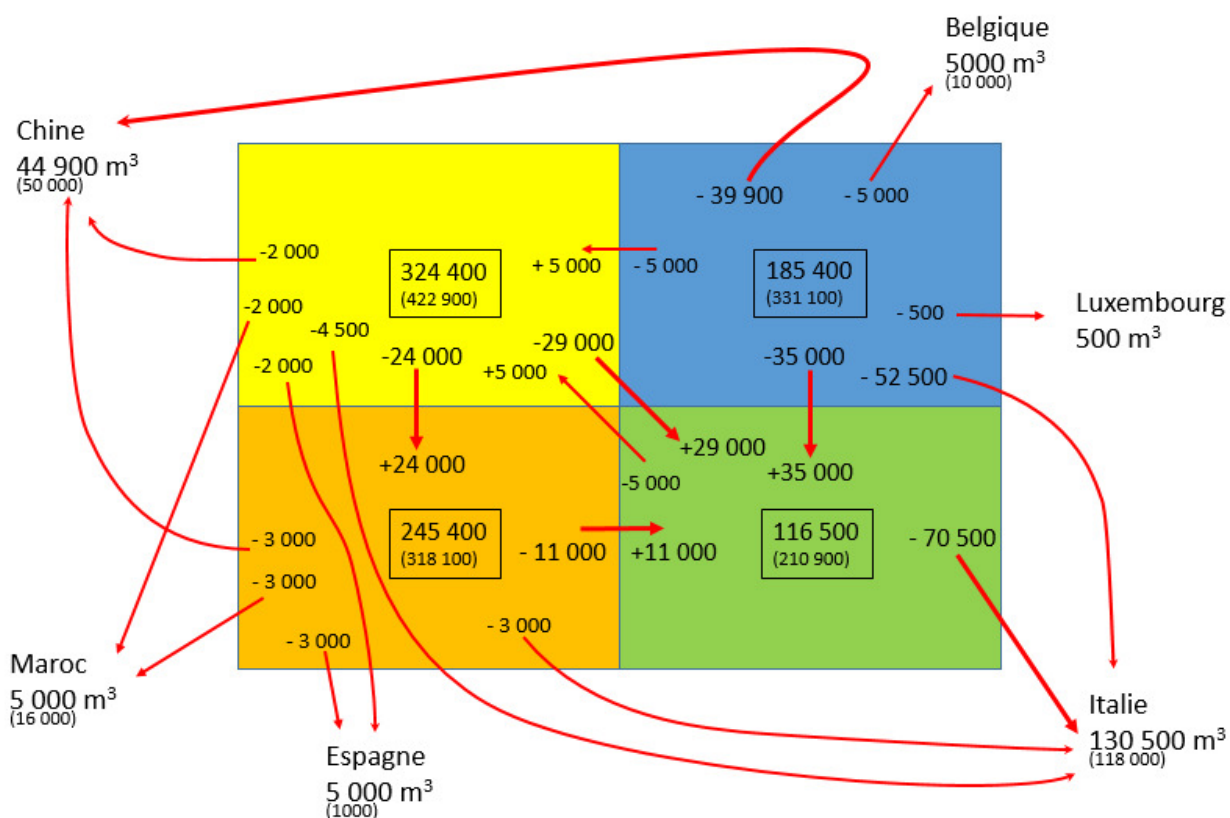 Belgique
5000 m³
(10 000)
Chine
44 900 m³
(50 000)
- 39 900
- 5 000
-2 000
324 400
(422 900)
+ 5 000
- 5 000
185 400
(331 100)
-2 000
-4 500
- 500
Luxembourg
500 m³
-2 000
-24 000
-29 000
+5 000
-35 000
- 52 500
+24 000
+29 000
+35 000
-5 000
- 3 000
245 400
(318 100)
- 11 000
+11 000
116 500
(210 900)
- 70 500
- 3 000
- 3 000
- 3 000
Maroc
5 000 m³
(16 000)
Espagne
5 000 m³
(1000)
Italie
130 500 m³
(118 000)